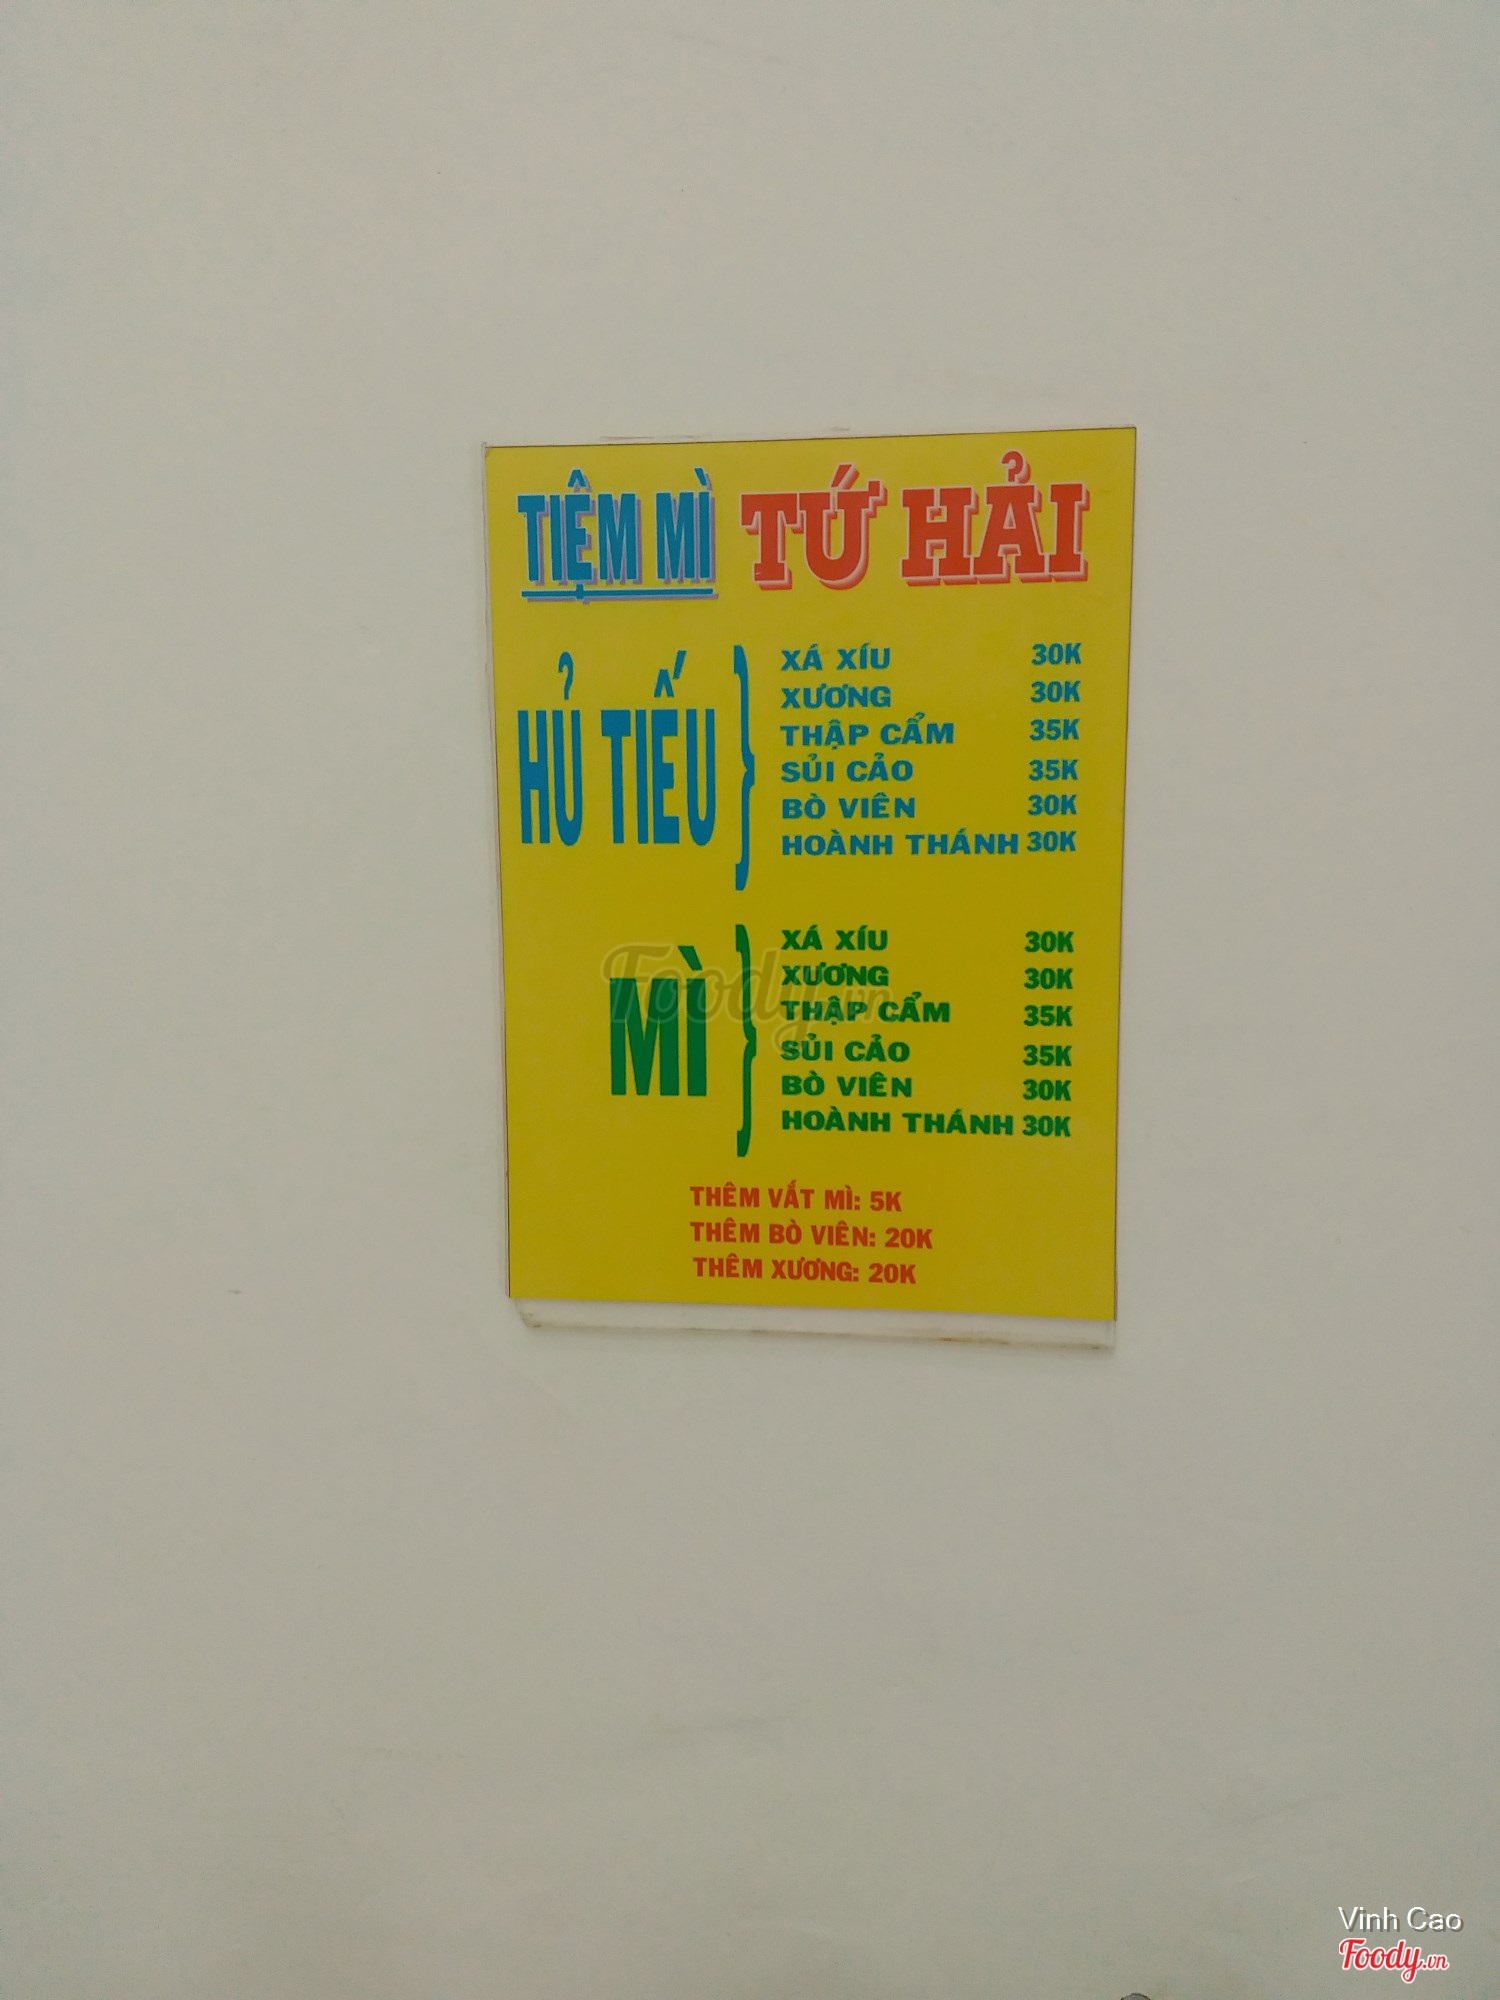 TIỆM MÌ TỨ HẢI
HỦ TIẾU
XÁ XÍU 30K
XƯƠNG 30K
THẬP CẨM 35K
SỦI CẢO 35K
BÒ VIÊN 30K
HOÀNH THÁNH 30K
MÌ
XÁ XÍU 30K
XƯƠNG 30K
THẬP CẨM 35K
SỦI CẢO 35K
BÒ VIÊN 30K
HOÀNH THÁNH 30K
Foody.vn
THÊM VẮT MÌ: 5K
THÊM BÒ VIÊN: 20K
THÊM XƯƠNG: 20K
Vinh Cao
Foody.vn